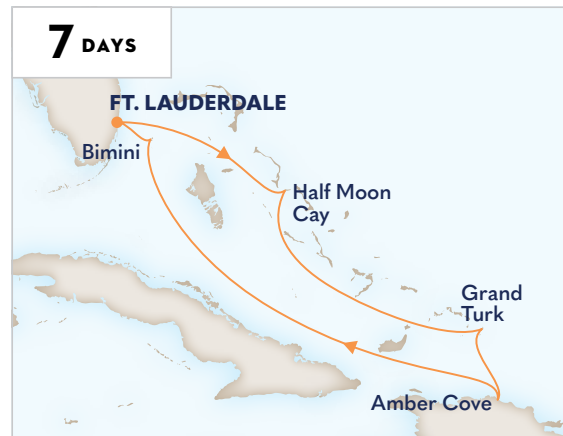 7 DAYS
FT. LAUDERDALE
Bimini
Half Moon
Cay
Grand
Turk
Amber Cove